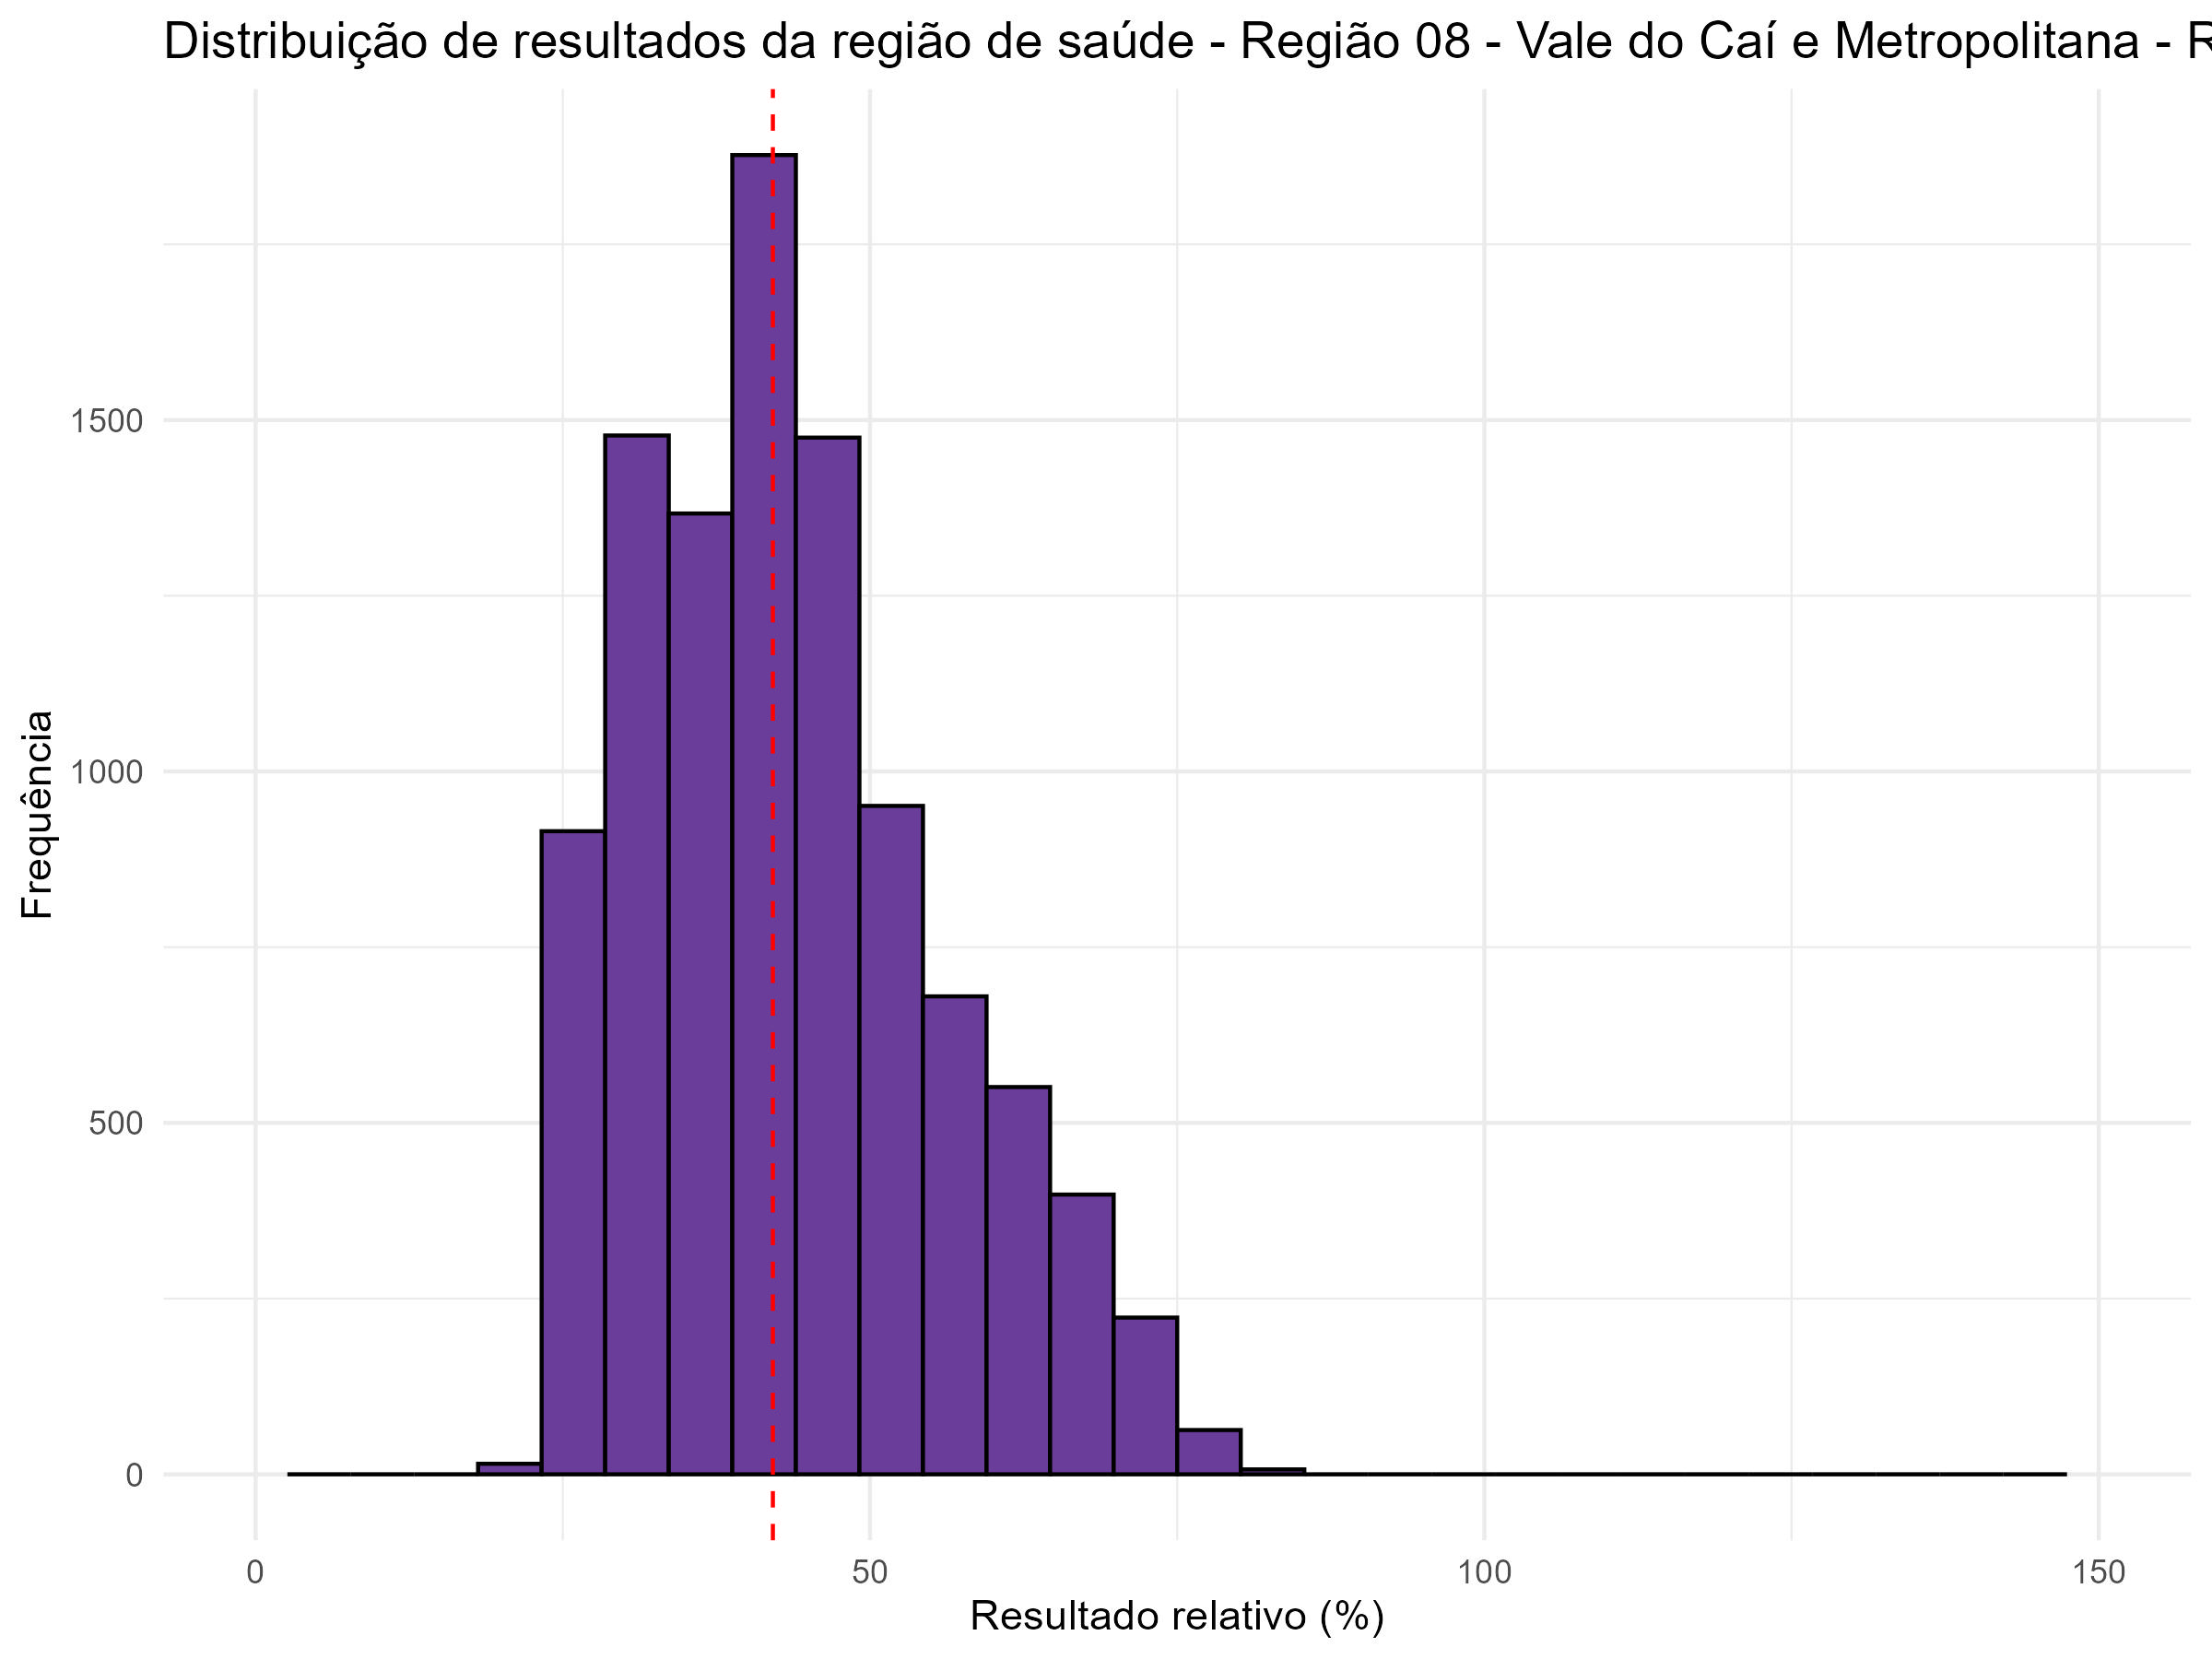 Distribuição de resultados da região de saúde - Região 08 - Vale do Caí e Metropolitana - R
Frequência
1500
1000
500
0
0 50 100 150
Resultado relativo (%)